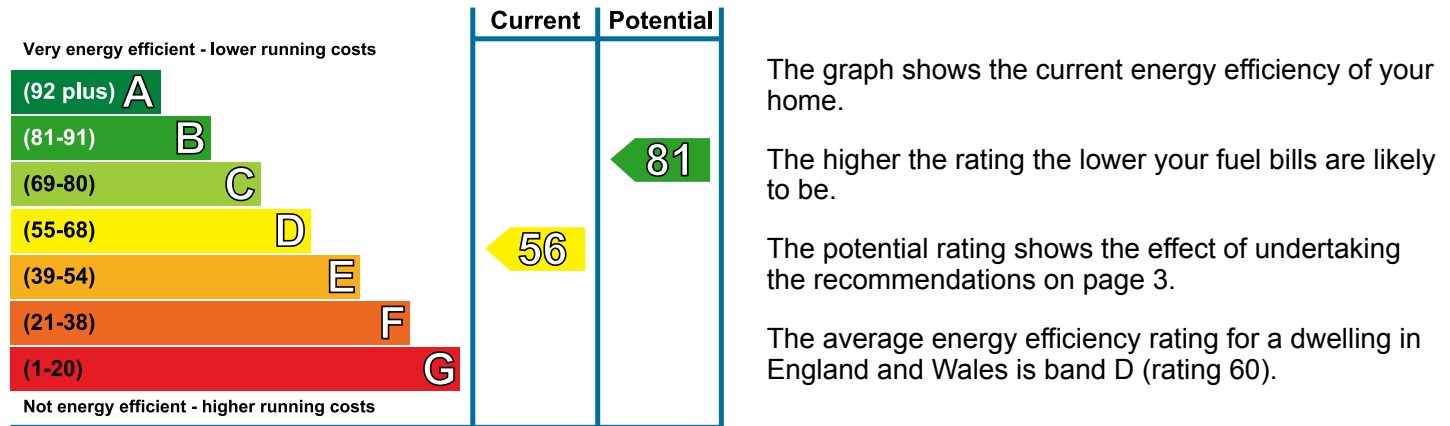 Current Potential
Very energy efficient - lower running costs
(92 plus) A
(81-91) B
(69-80) C
(55-68) D
(39-54) E
(21-38) F
(1-20) G
Not energy efficient - higher running costs
56
81
The graph shows the current energy efficiency of your
home.
The higher the rating the lower your fuel bills are likely
to be.
The potential rating shows the effect of undertaking
the recommendations on page 3.
The average energy efficiency rating for a dwelling in
England and Wales is band D (rating 60).